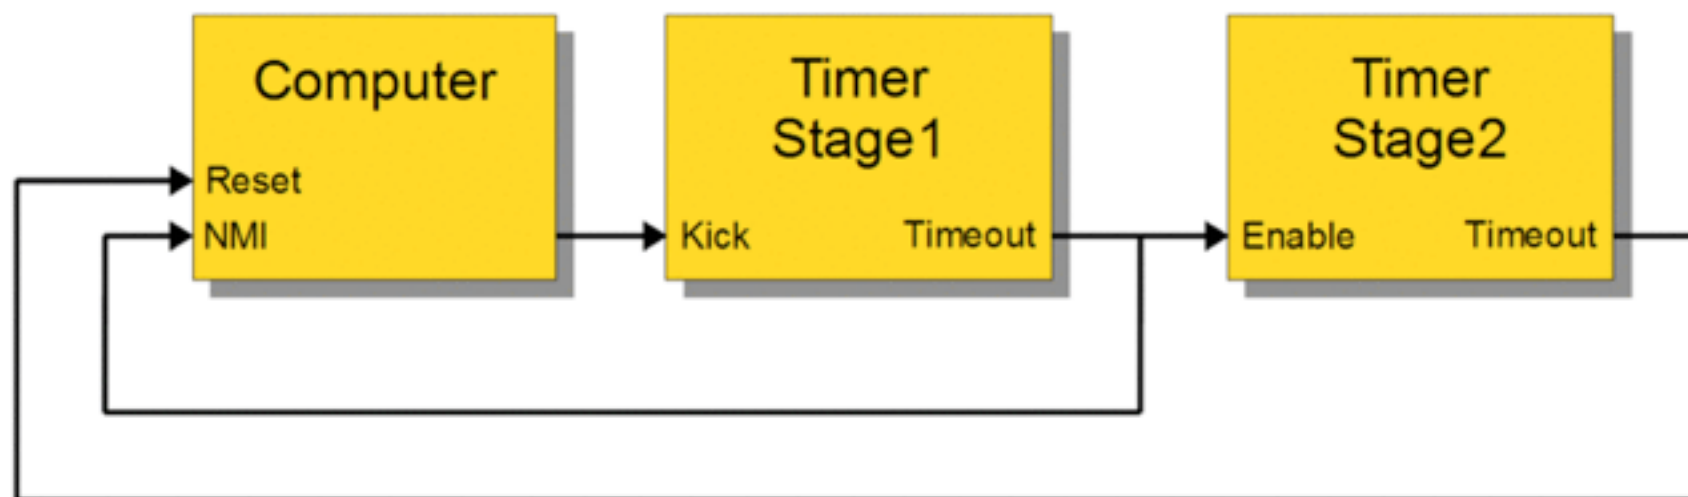 Computer
Reset
NMI
Timer
Stage1
Kick
Timeout
Timer
Stage2
Enable
Timeout